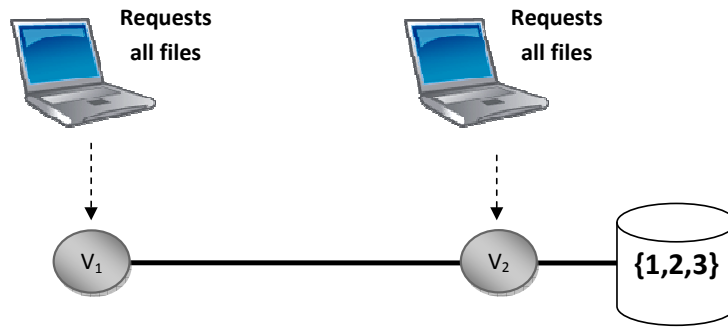 Requests
all files
Requests
all files
V₁
V₂
{1,2,3}